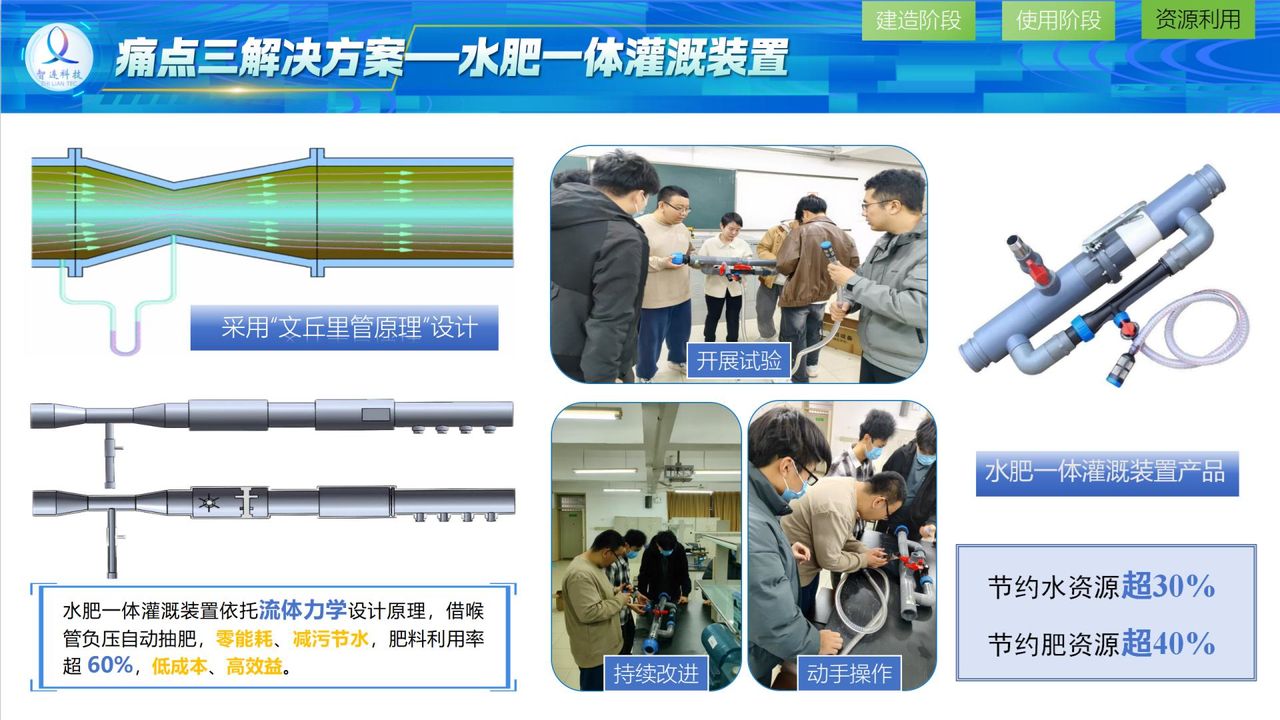 建造阶段
使用阶段
资源利用
智连科技
ZHI LIAN TEC
痛点三解决方案—水肥一体灌溉装置
采用“文丘里管原理”设计
开展试验
持续改进
动手操作
水肥一体灌溉装置产品
水肥一体灌溉装置依托流体力学设计原理，借喉
管负压自动抽肥，零能耗、减污节水，肥料利用率
超 60%，低成本、高效益。
节约水资源超30%
节约肥资源超40%